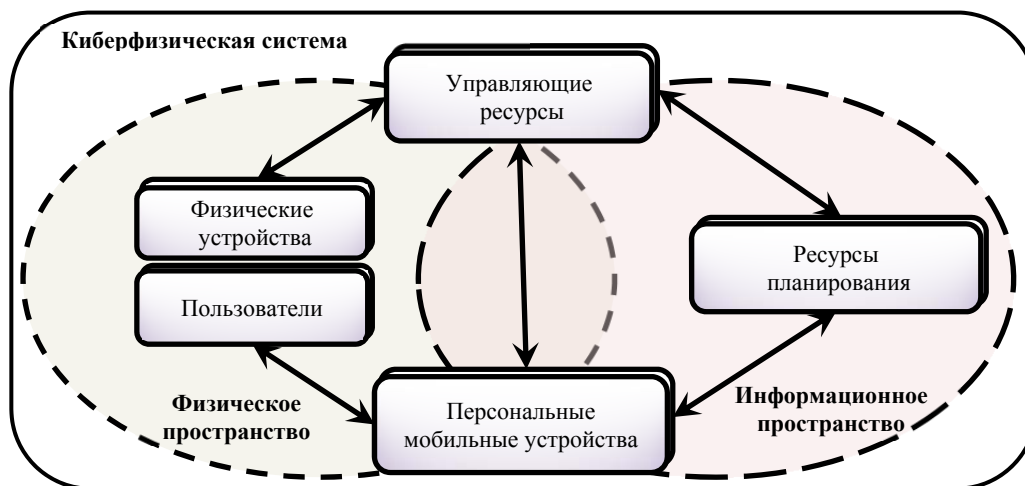 Киберфизическая система
Управляющие
ресурсы
Физические
устройства
Ресурсы
планирования
Пользователи
Физическое
пространство
Персональные
мобильные устройства
Информационное
пространство